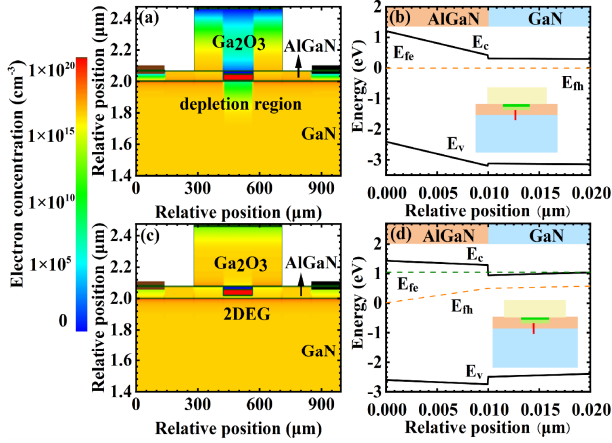 Electron concentration (cm⁻³)
1×10²⁰
1×10¹⁵
1×10¹⁰
1×10⁵
0
(a)
Relative position (μm)
2.4
2.2
2.0
1.8
1.6
1.4
Ga₂O₃
AlGaN
depletion region
GaN
0
300
600
900
Relative position (μm)
(b)
AlGaN
GaN
Energy (eV)
2
1
0
-1
-2
-3
E_c
E_fe
E_fh
E_v
0.000
0.005
0.010
0.015
0.020
Relative position (μm)
(c)
Relative position (μm)
2.4
2.2
2.0
1.8
1.6
1.4
Ga₂O₃
AlGaN
2DEG
GaN
0
300
600
900
Relative position (μm)
(d)
AlGaN
GaN
Energy (eV)
2
1
0
-1
-2
-3
E_c
E_fe
E_fh
E_v
0.000
0.005
0.010
0.015
0.020
Relative position (μm)